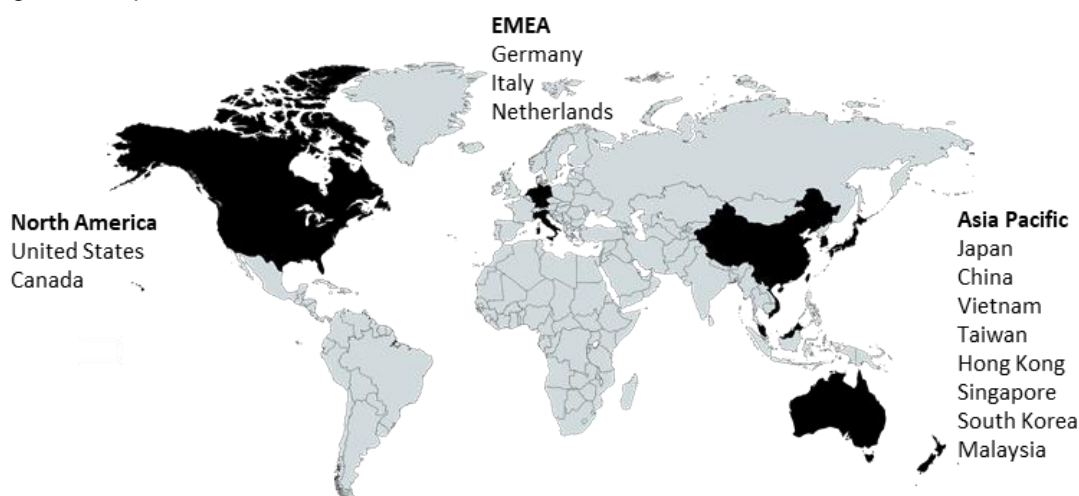 EMEA
Germany
Italy
Netherlands
North America
United States
Canada
Asia Pacific
Japan
China
Vietnam
Taiwan
Hong Kong
Singapore
South Korea
Malaysia